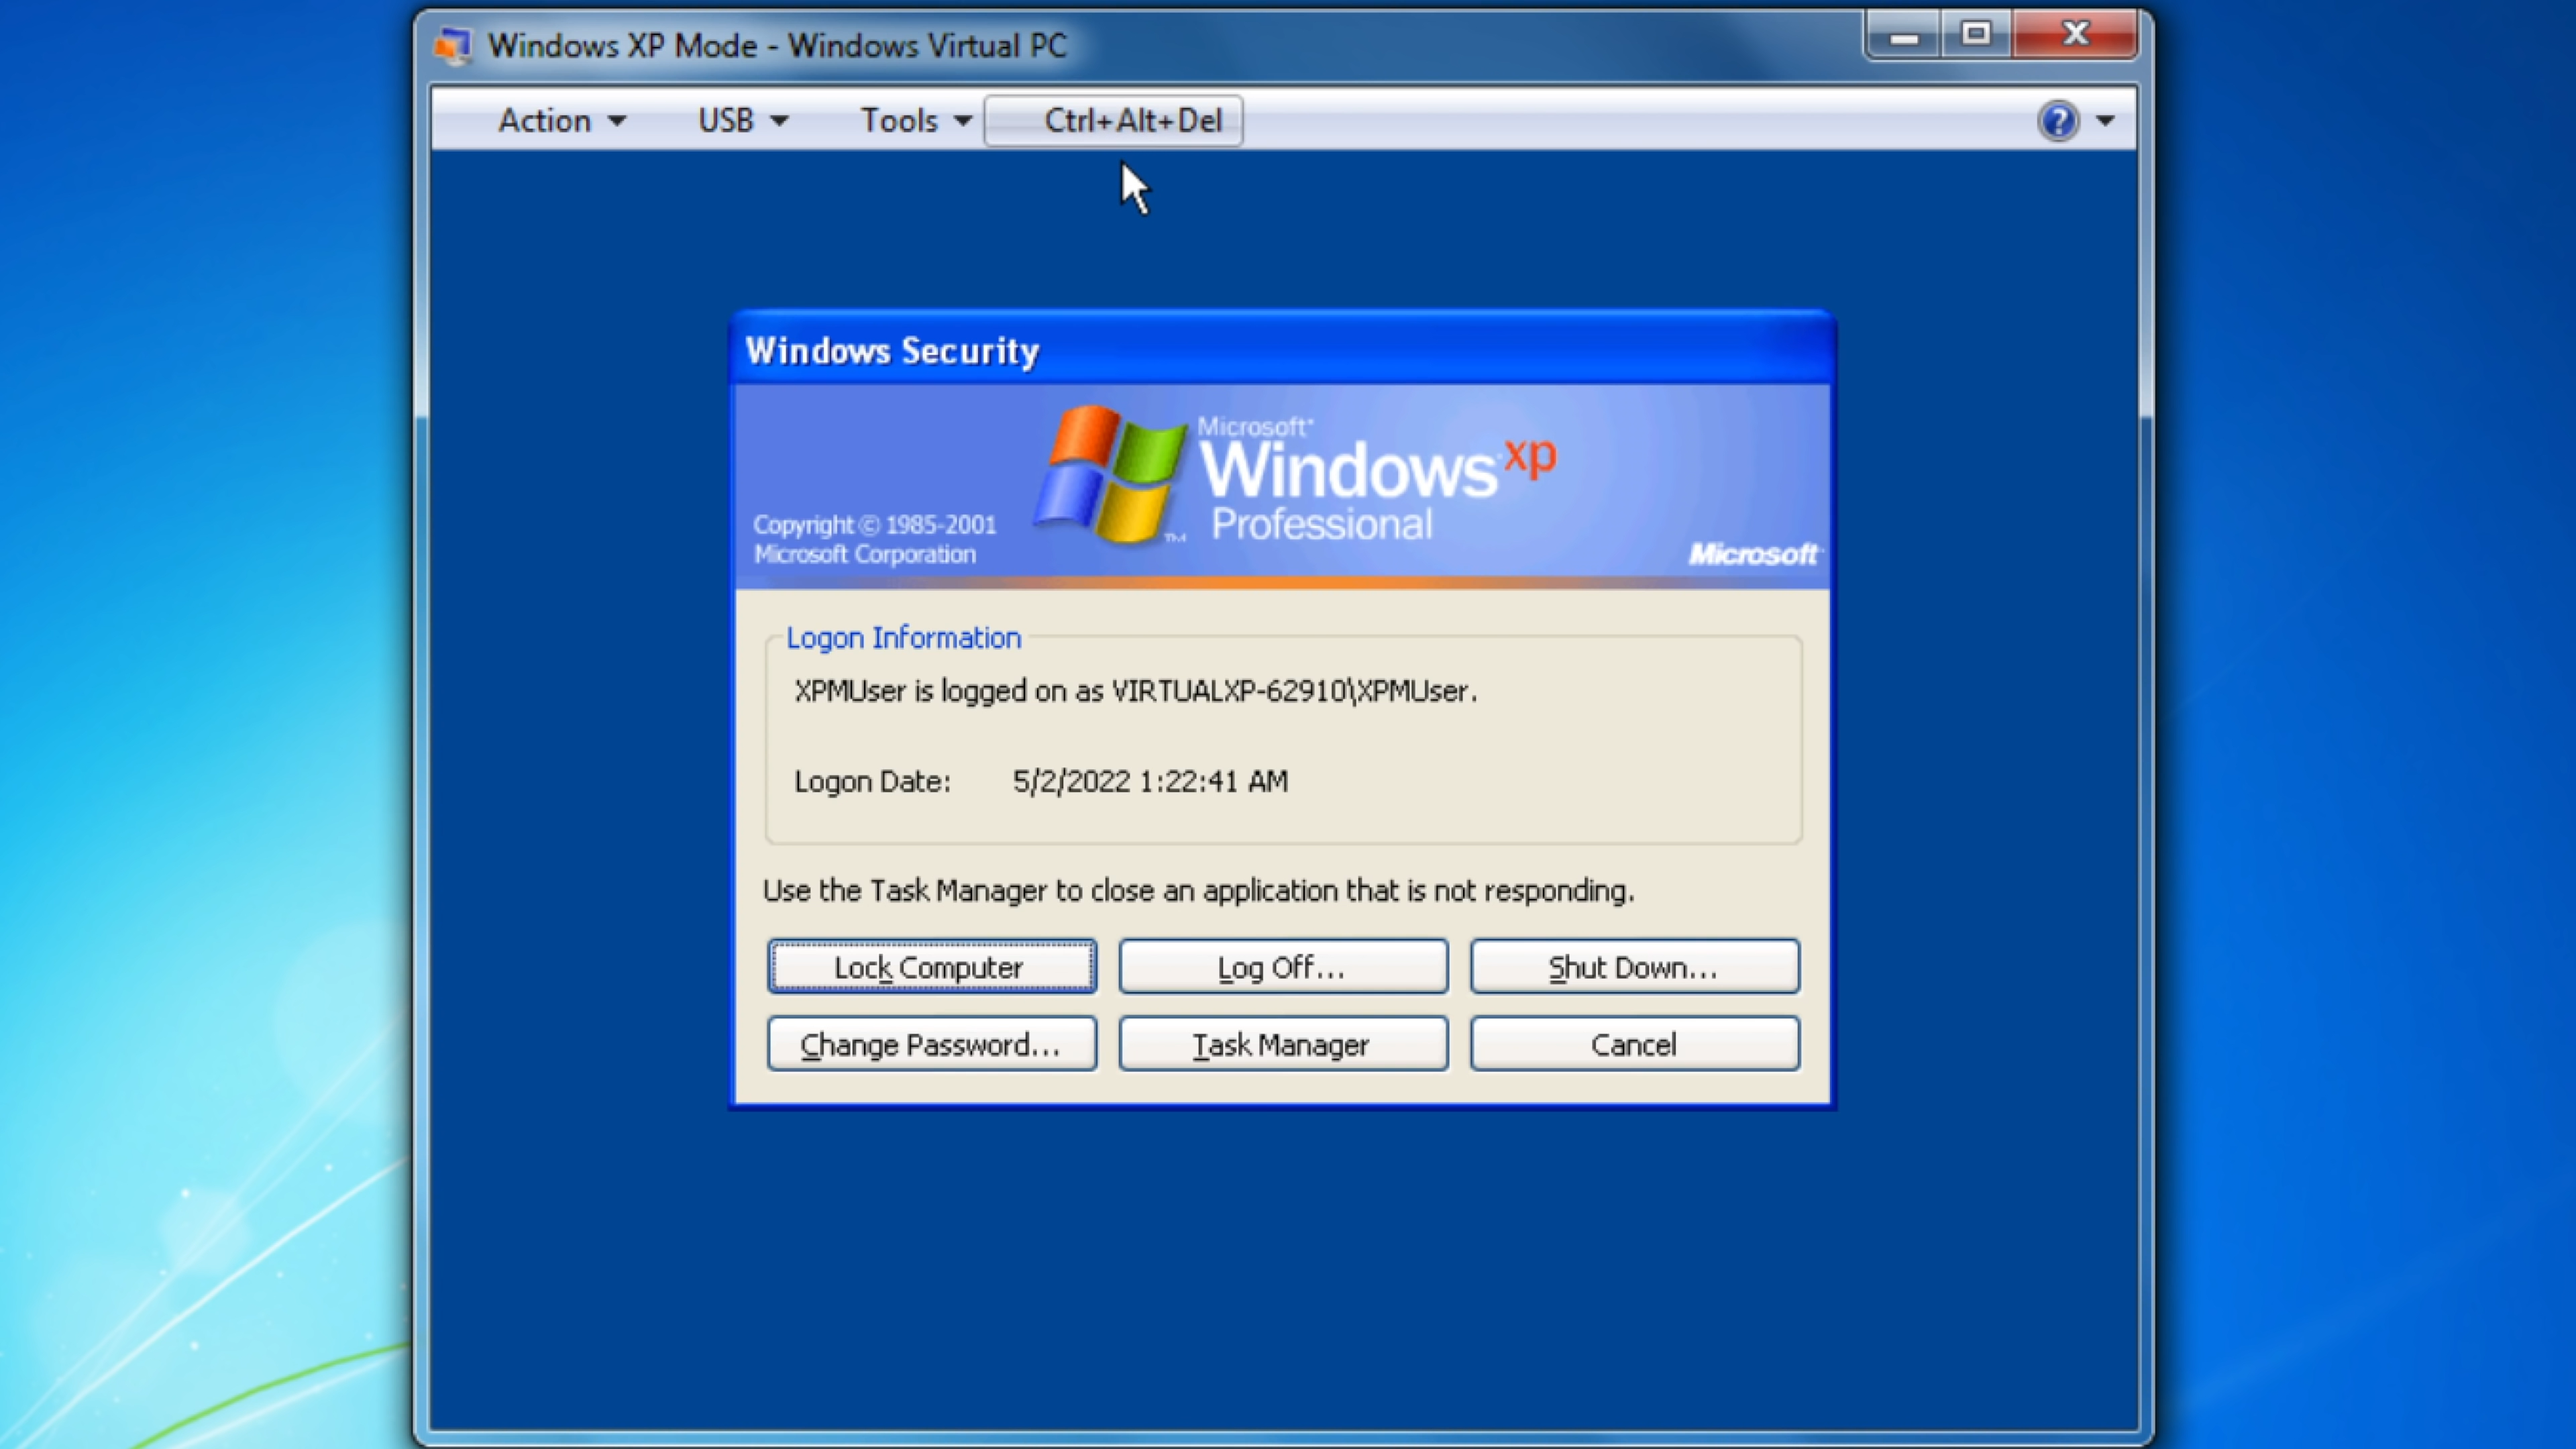 Windows XP Mode - Windows Virtual PC
Action USB Tools Ctrl+Alt+Del ?
Windows Security
Microsoft
Windows xp
Professional
Copyright © 1985-2001
Microsoft Corporation
Microsoft
Logon Information
XPMUser is logged on as VIRTUALXP-62910\XPMUser.
Logon Date: 5/2/2022 1:22:41 AM
Use the Task Manager to close an application that is not responding.
Lock Computer Log Off... Shut Down...
Change Password... Task Manager Cancel